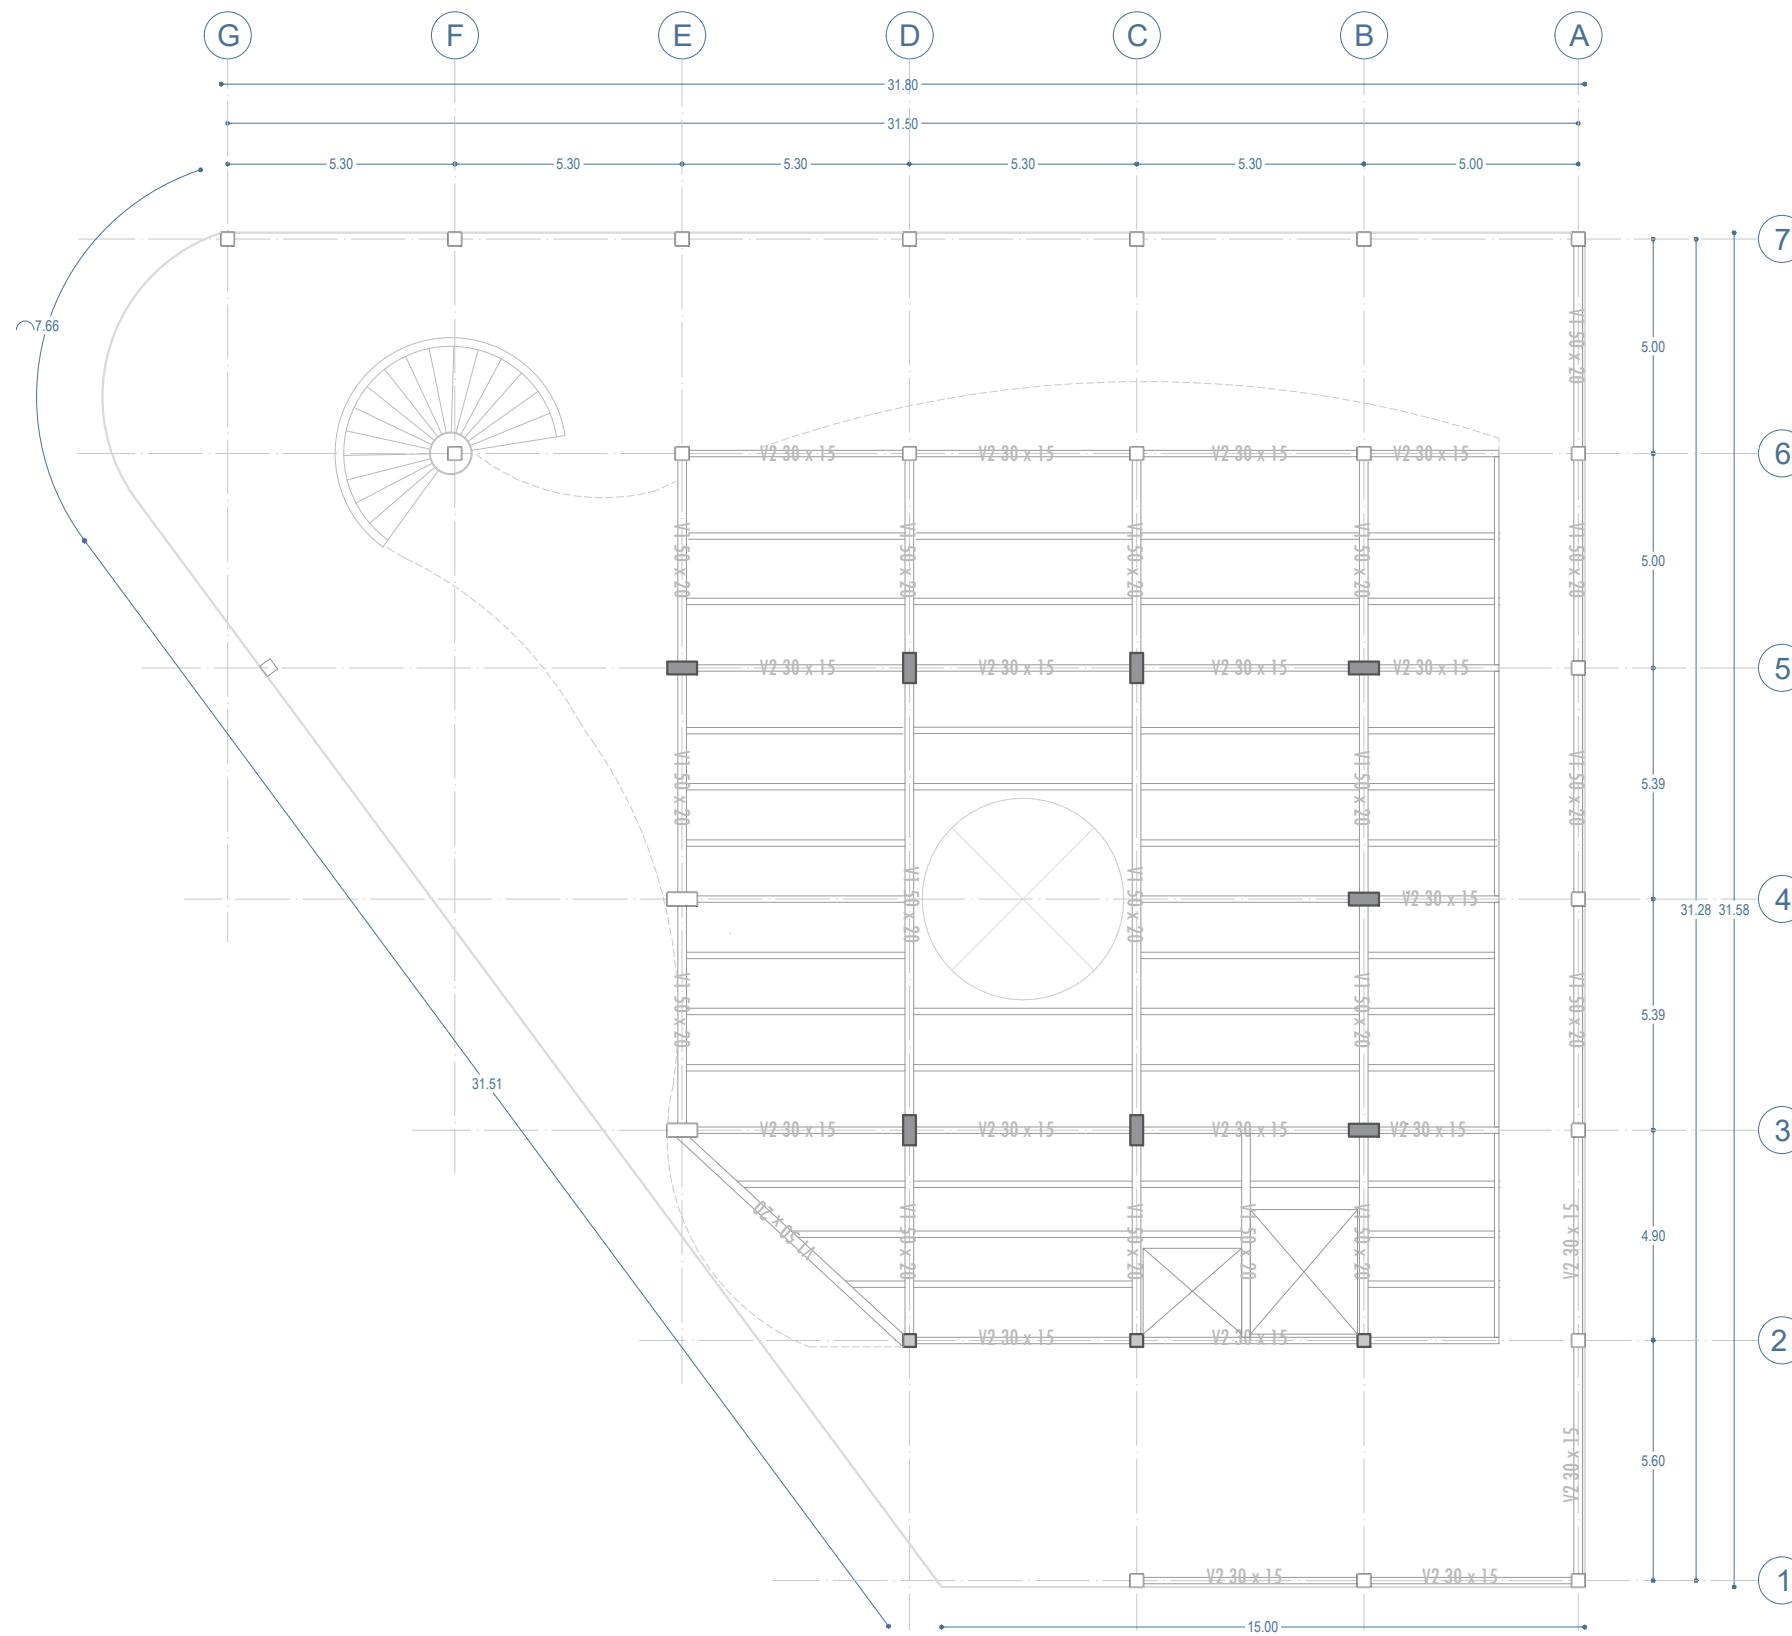 G F E D C B A
31.80
31.50
5.30 5.30 5.30 5.30 5.30 5.00
7
7.66
V1 50 x 20
5.00
V2 30 x 15 V2 30 x 15 V2 30 x 15 V2 30 x 15
6
V1 50 x 20 V1 50 x 20 V1 50 x 20 V1 50 x 20 V1 50 x 20
5.00
V2 30 x 15 V2 30 x 15 V2 30 x 15 V2 30 x 15
5
V1 50 x 20 V1 50 x 20 V1 50 x 20
5.39
V1 50 x 20 V1 50 x 20
V2 30 x 15
4
31.28 31.58
V1 50 x 20 V1 50 x 20 V1 50 x 20
5.39
31.51
V2 30 x 15 V2 30 x 15 V2 30 x 15 V2 30 x 15
3
V1 50 x 20 V1 50 x 20 V1 50 x 20 V1 50 x 20 V1 50 x 20
V2 30 x 15
4.90
V2 30 x 15 V2 30 x 15
2
V2 30 x 15
5.60
V2 30 x 15 V2 30 x 15
1
15.00